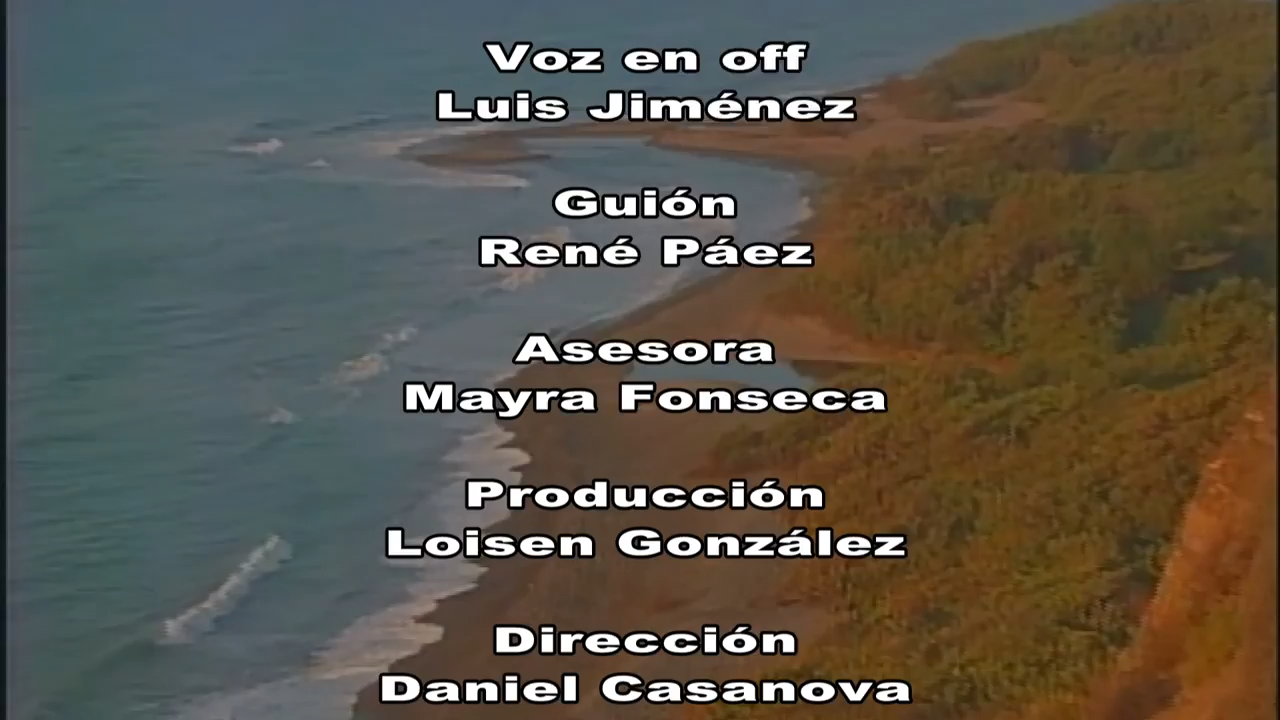 Voz en off
Luis Jiménez
Guión
René Páez
Asesora
Mayra Fonseca
Producción
Loisen González
Dirección
Daniel Casanova